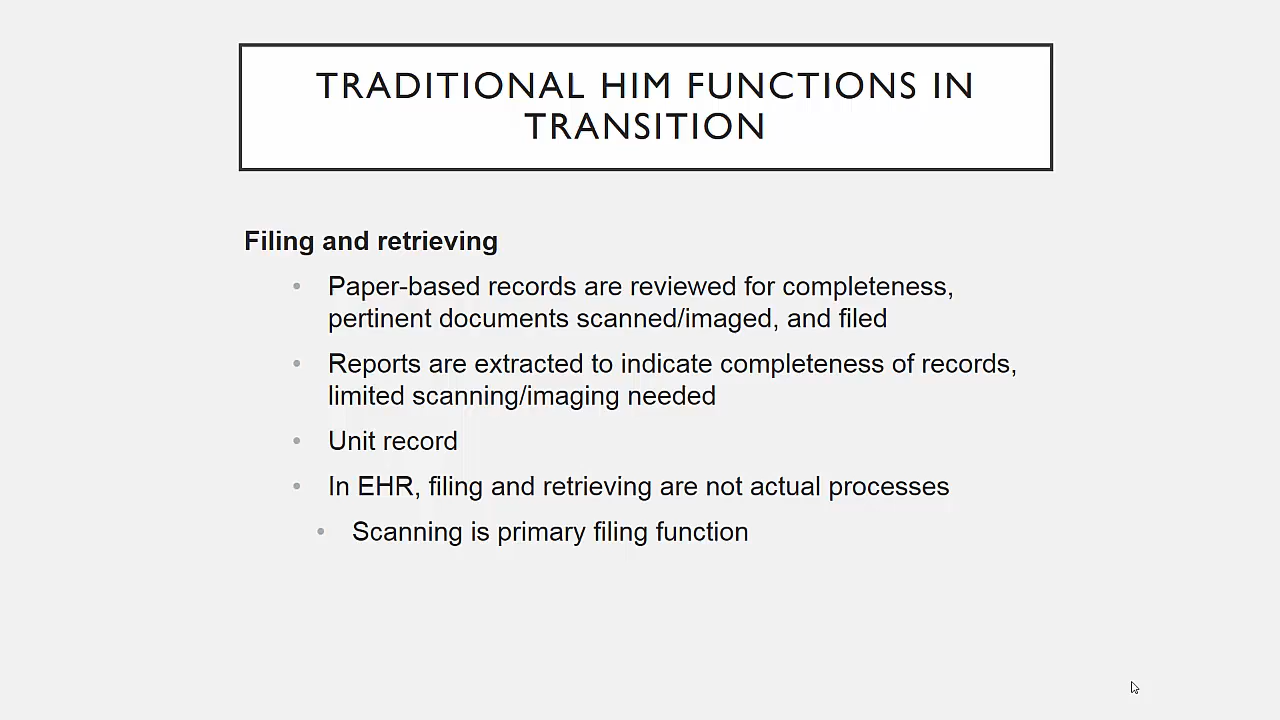 TRADITIONAL HIM FUNCTIONS IN
TRANSITION
Filing and retrieving
• Paper-based records are reviewed for completeness,
pertinent documents scanned/imaged, and filed
• Reports are extracted to indicate completeness of records,
limited scanning/imaging needed
• Unit record
• In EHR, filing and retrieving are not actual processes
• Scanning is primary filing function